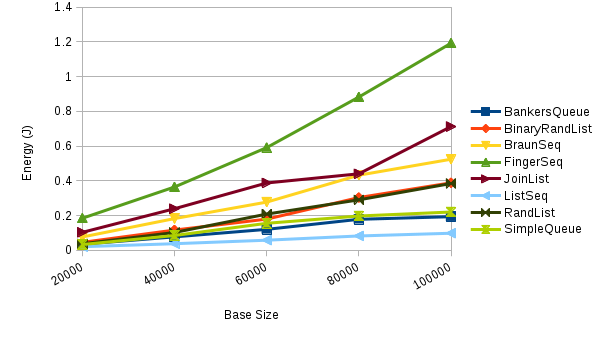 1.4
1.2
1
0.8
0.6
0.4
0.2
0
Energy (J)
20000
40000
60000
80000
100000
Base Size
BankersQueue
BinaryRandList
BraunSeq
FingerSeq
JoinList
ListSeq
RandList
SimpleQueue